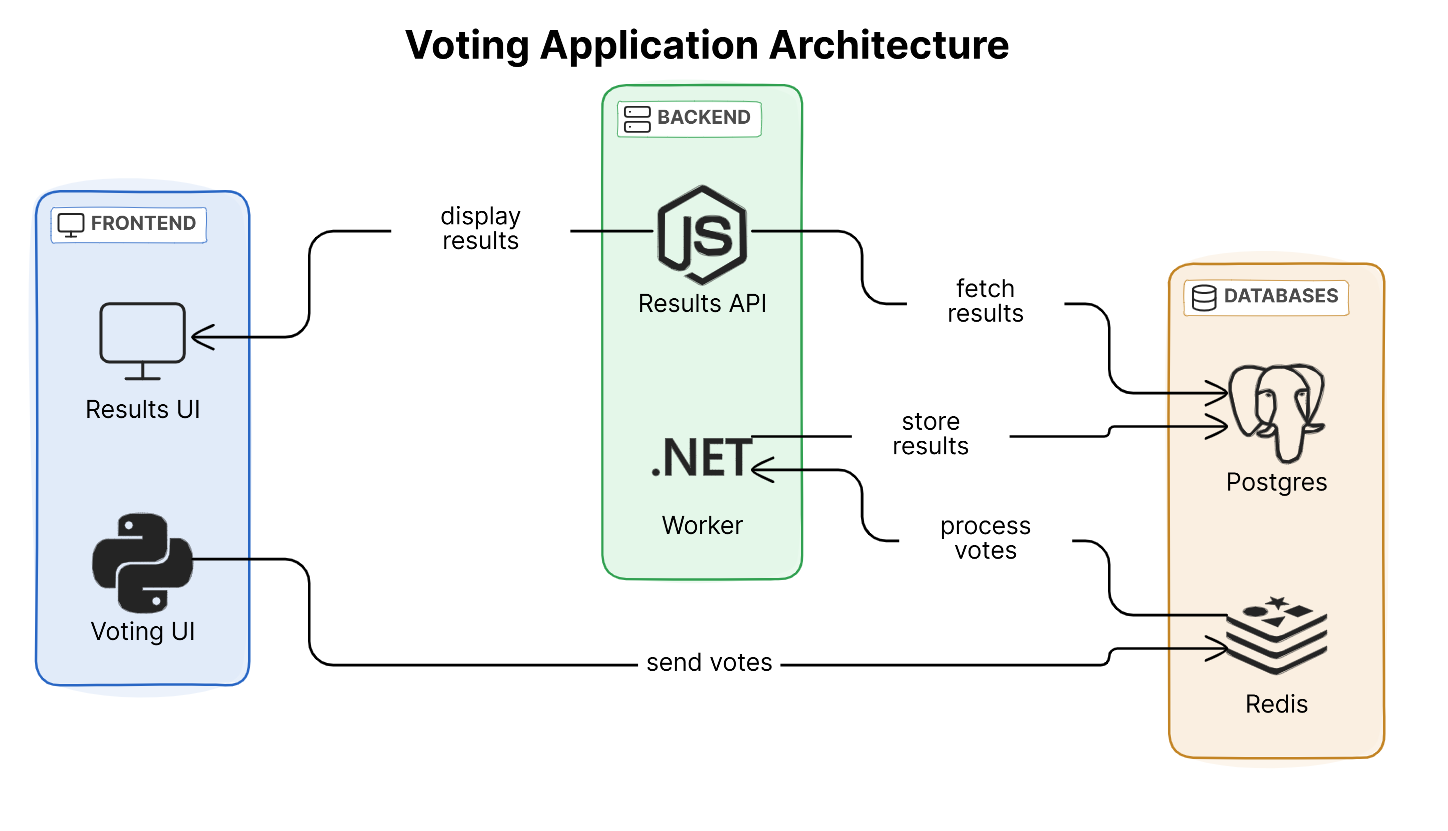 Voting Application Architecture
BACKEND
FRONTEND
display
results
JS
Results API
fetch
results
DATABASES
Results UI
store
results
.NET
Postgres
Worker
process
votes
Voting UI
send votes
Redis